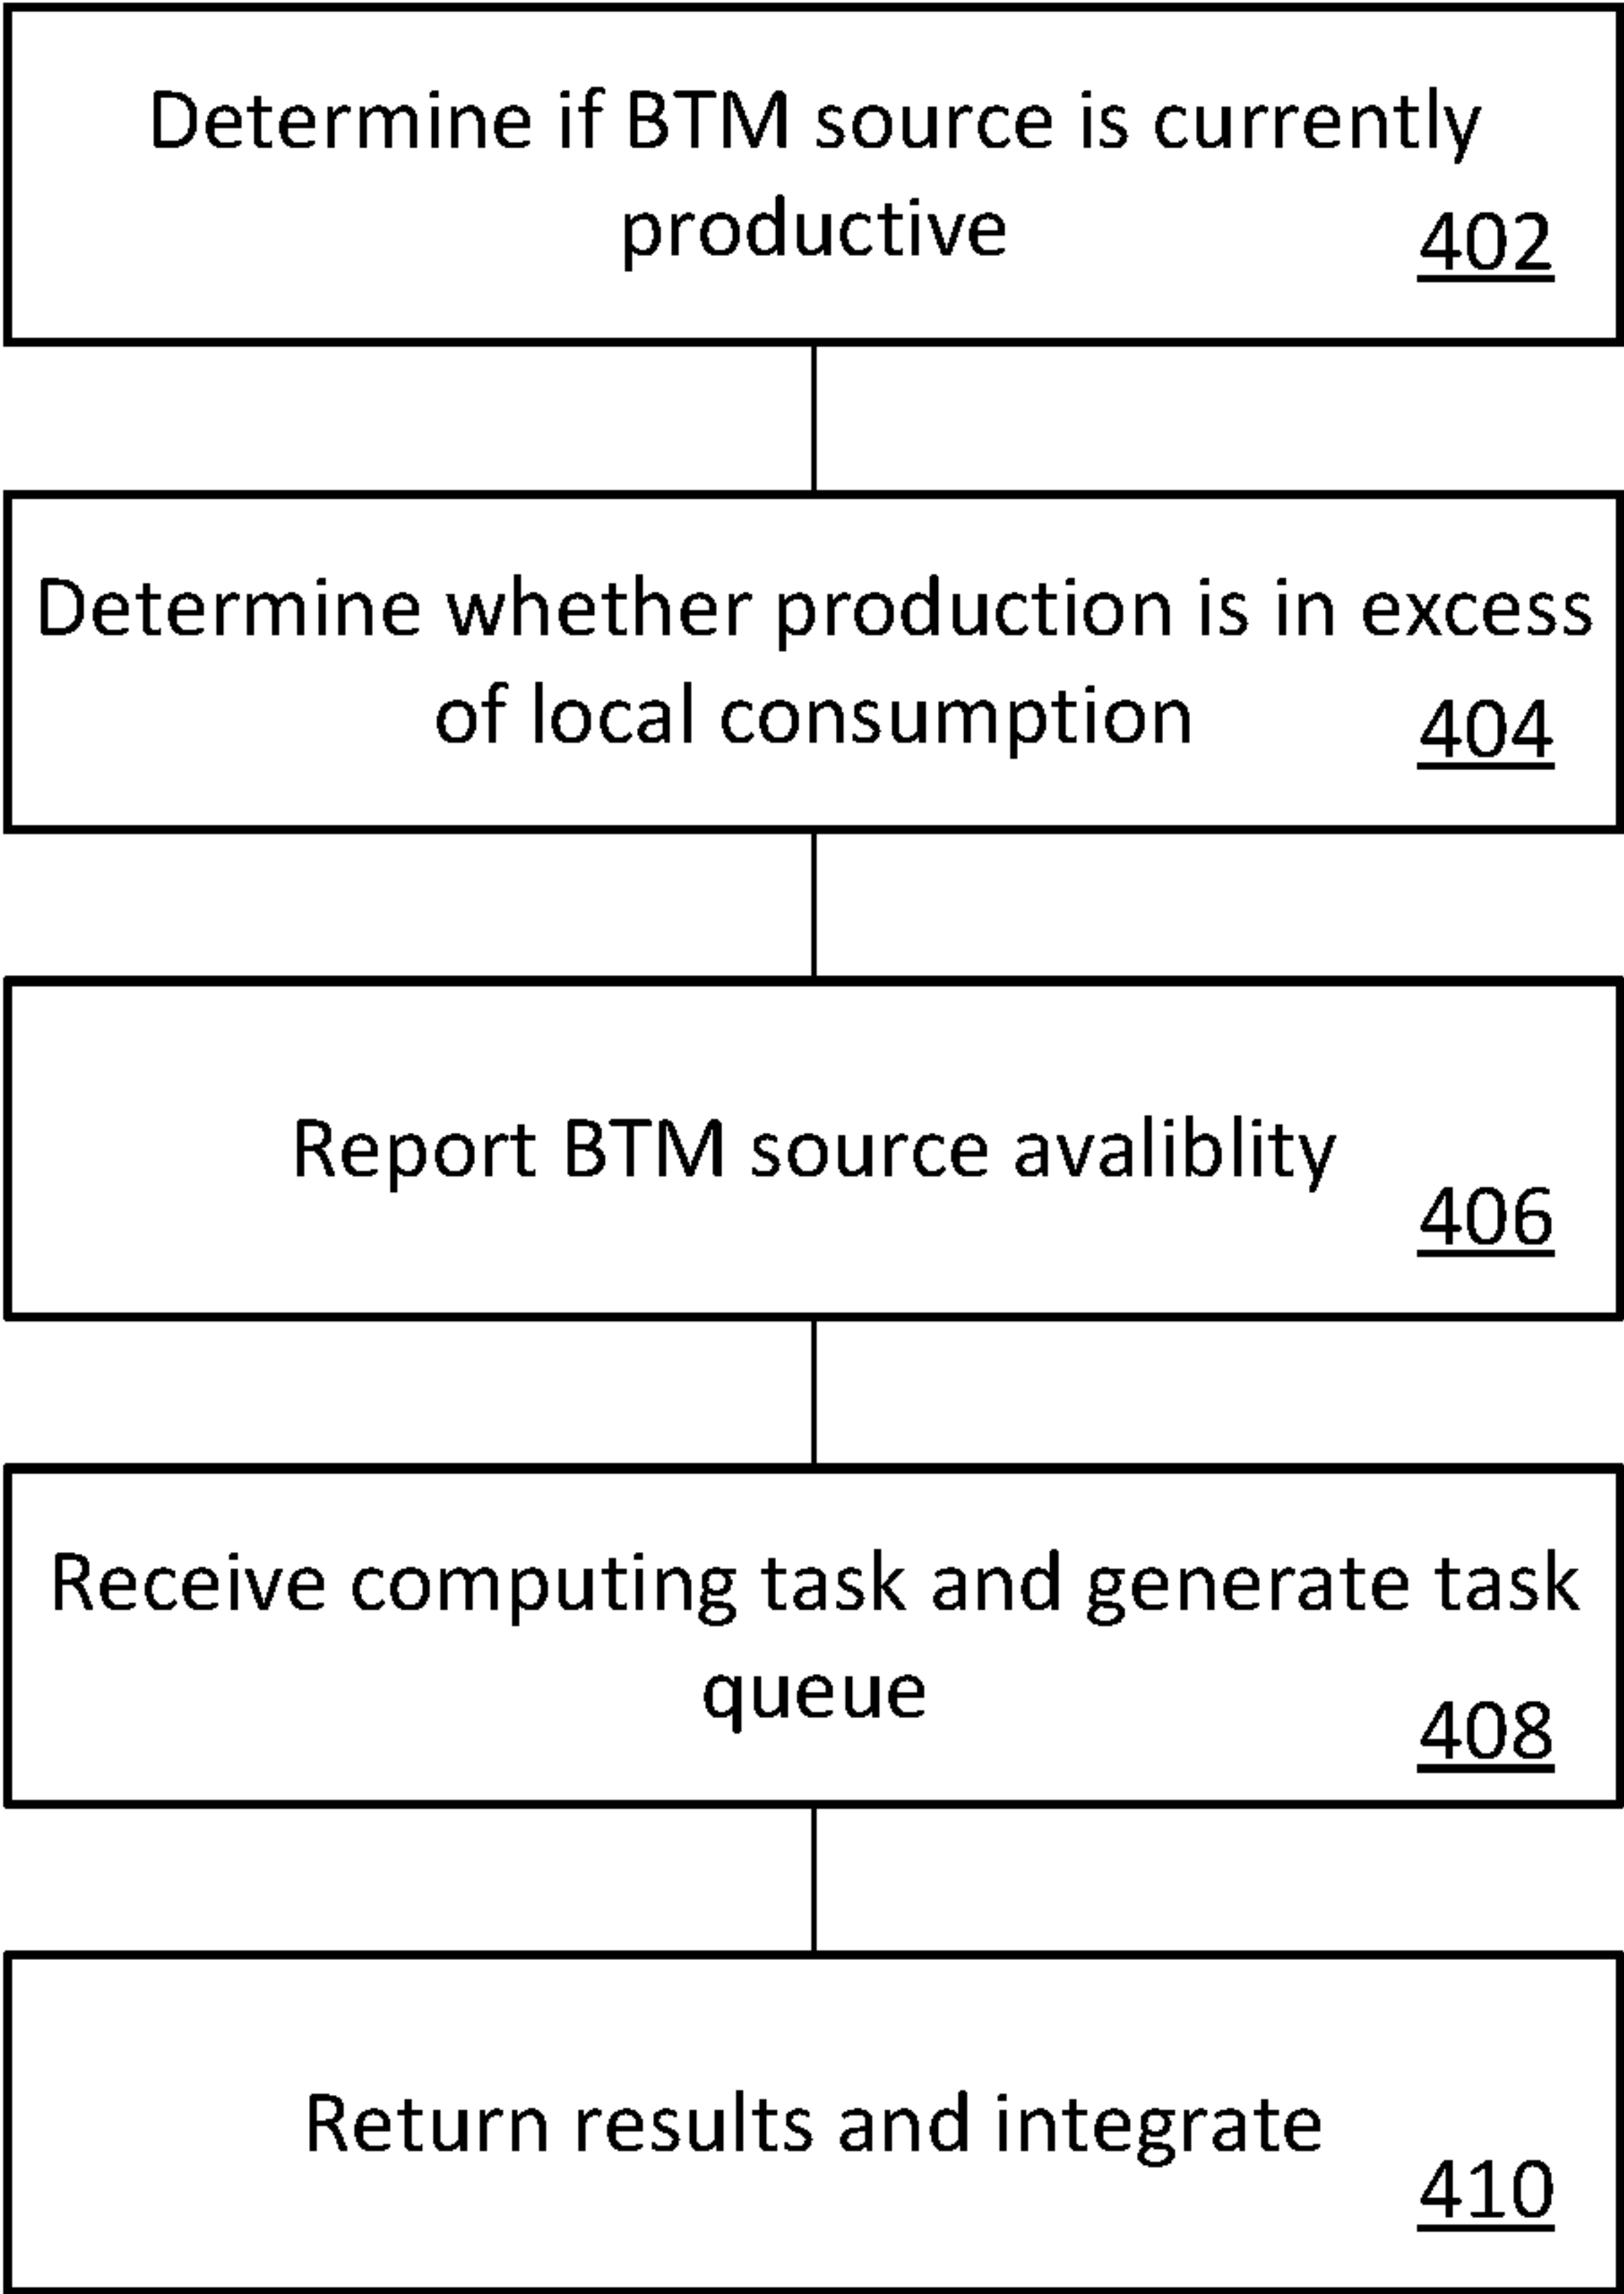 Determine if BTM source is currently
productive
402
Determine whether production is in excess
of local consumption
404
Report BTM source avaliblity
406
Receive computing task and generate task
queue
408
Return results and integrate
410